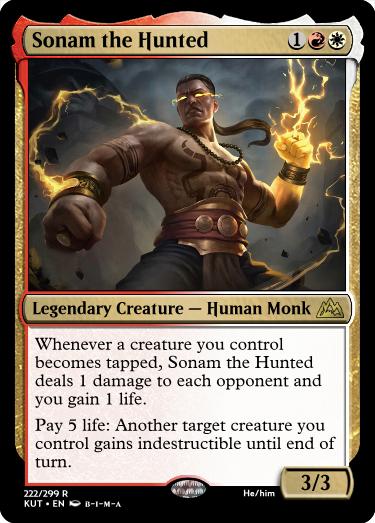 Sonam the Hunted 1
Legendary Creature — Human Monk
Whenever a creature you control
becomes tapped, Sonam the Hunted
deals 1 damage to each opponent and
you gain 1 life.
Pay 5 life: Another target creature you
control gains indestructible until end of
turn.
3/3
222/299 R
KUT • EN B-I-M-A
He/him